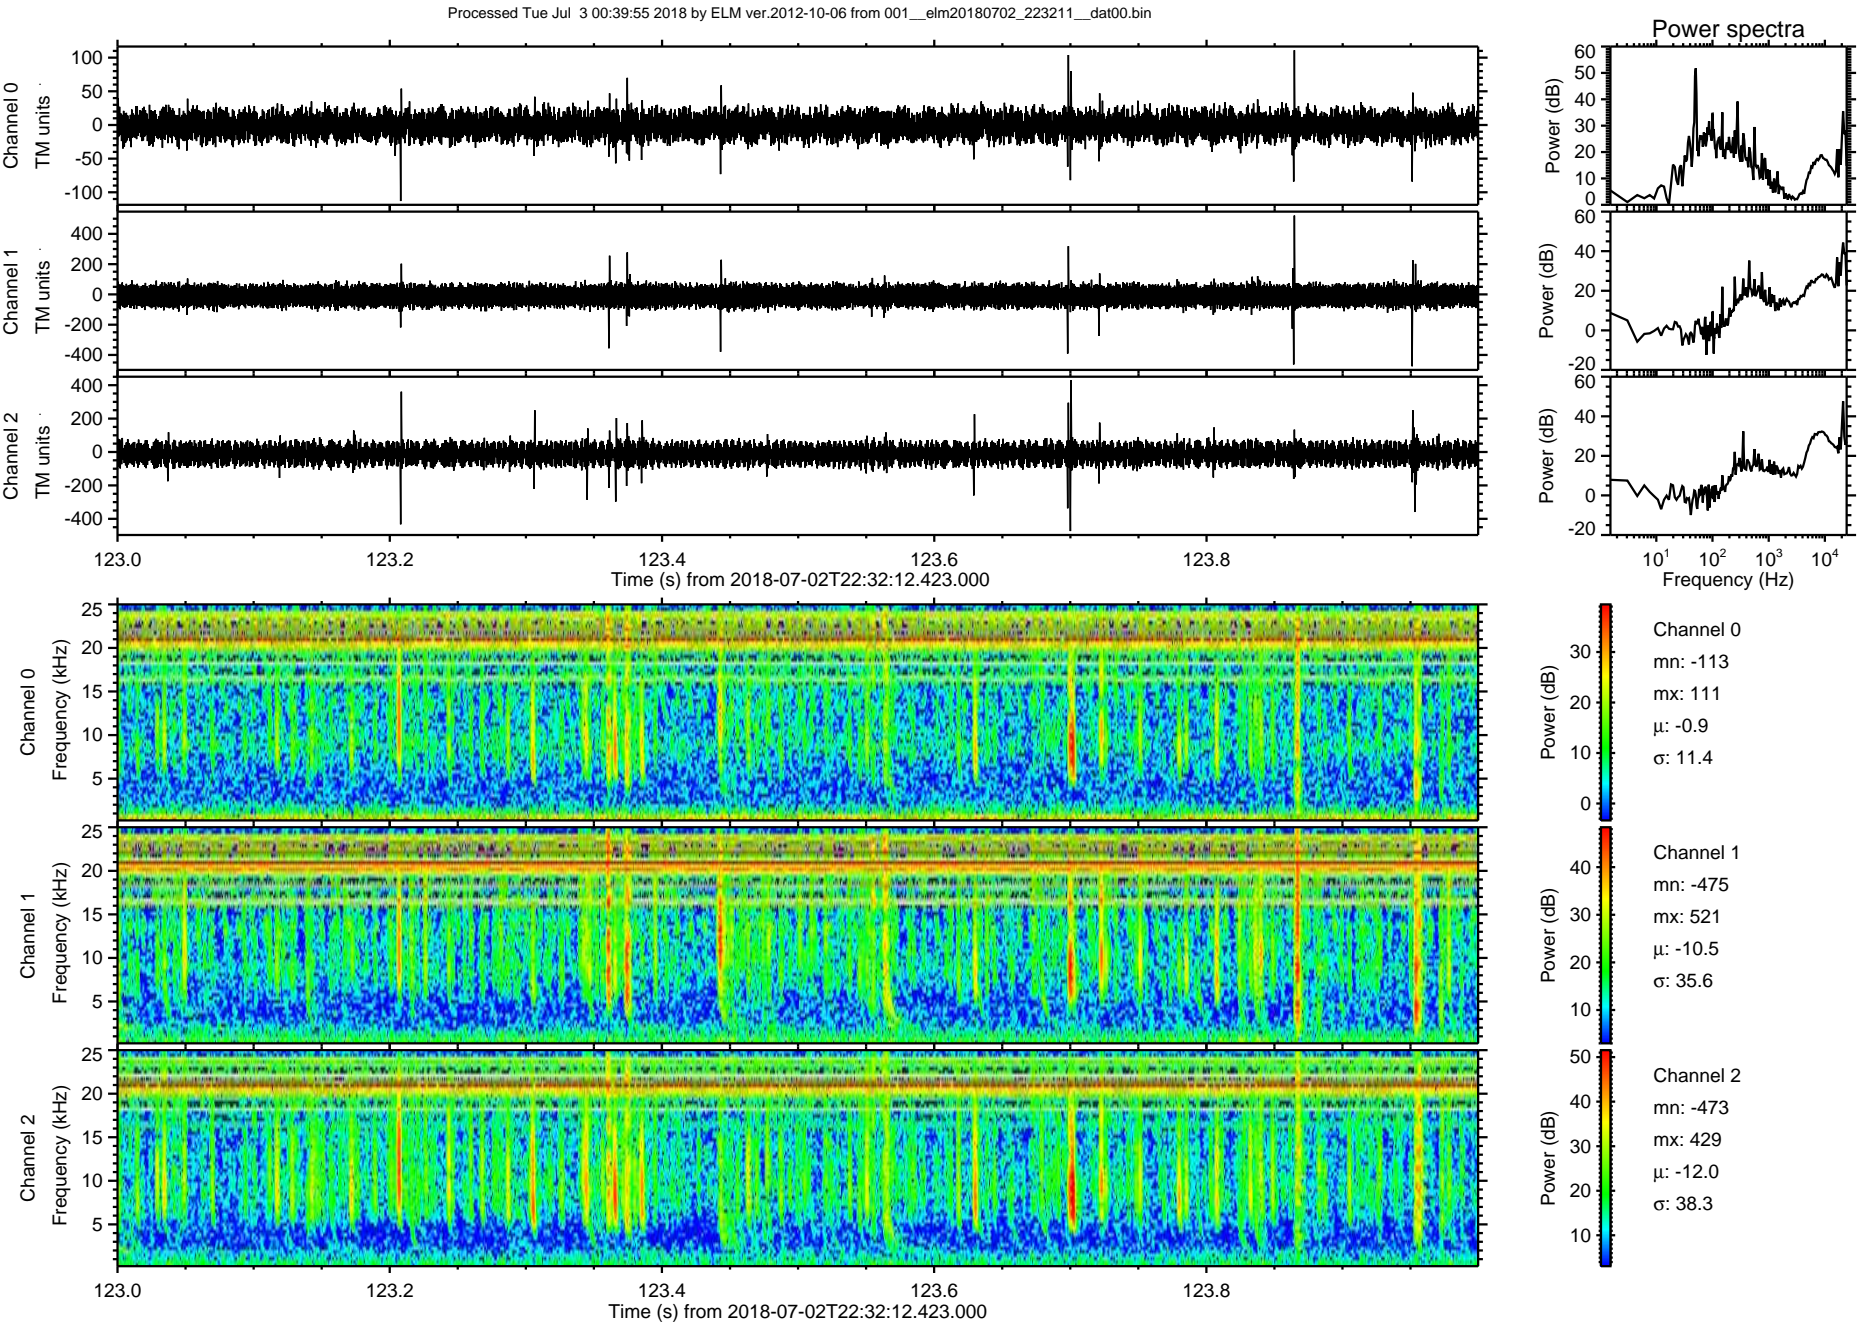 Processed Tue Jul 3 00:39:55 2018 by ELM ver.2012-10-06 from 001__elm20180702_223211__dat00.bin
Power spectra
Channel 0
TM units
100
50
0
-50
-100
Power (dB)
60
50
40
30
20
10
0
Channel 1
TM units
400
200
0
-200
-400
Power (dB)
60
40
20
0
-20
Channel 2
TM units
400
200
0
-200
-400
Power (dB)
60
40
20
0
-20
123.0 123.2 123.4 123.6 123.8
Time (s) from 2018-07-02T22:32:12.423.000
10¹ 10² 10³ 10⁴
Frequency (Hz)
Channel 0
Frequency (kHz)
25
20
15
10
5
Power (dB)
30
20
10
0
Channel 0
mn: -113
mx: 111
µ: -0.9
σ: 11.4
Channel 1
Frequency (kHz)
25
20
15
10
5
Power (dB)
40
30
20
10
Channel 1
mn: -475
mx: 521
µ: -10.5
σ: 35.6
Channel 2
Frequency (kHz)
25
20
15
10
5
Power (dB)
50
40
30
20
10
Channel 2
mn: -473
mx: 429
µ: -12.0
σ: 38.3
123.0 123.2 123.4 123.6 123.8
Time (s) from 2018-07-02T22:32:12.423.000